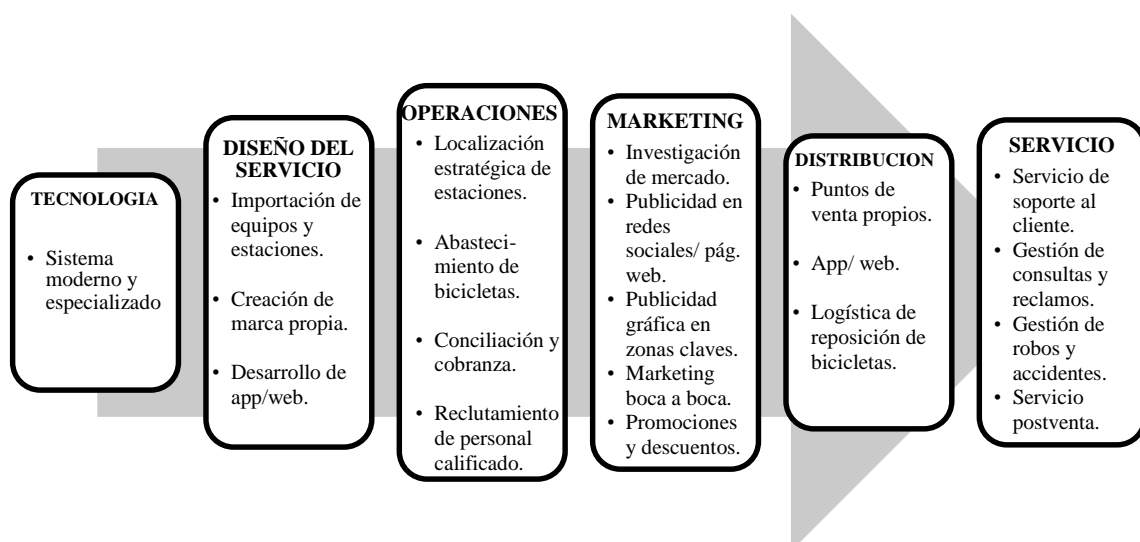 TECNOLOGIA
• Sistema
moderno y
especializado
DISEÑO DEL
SERVICIO
• Importación de
equipos y
estaciones.
• Creación de
marca propia.
• Desarrollo de
app/web.
OPERACIONES
• Localización
estratégica de
estaciones.
• Abasteci-
miento de
bicicletas.
• Conciliación y
cobranza.
• Reclutamiento
de personal
calificado.
MARKETING
• Investigación
de mercado.
• Publicidad en
redes
sociales/ pág.
web.
• Publicidad
gráfica en
zonas claves.
• Marketing
boca a boca.
• Promociones
y descuentos.
DISTRIBUCION
• Puntos de
venta propios.
• App/ web.
• Logística de
reposición de
bicicletas.
SERVICIO
• Servicio de
soporte al
cliente.
• Gestión de
consultas y
reclamos.
• Gestión de
robos y
accidentes.
• Servicio
postventa.